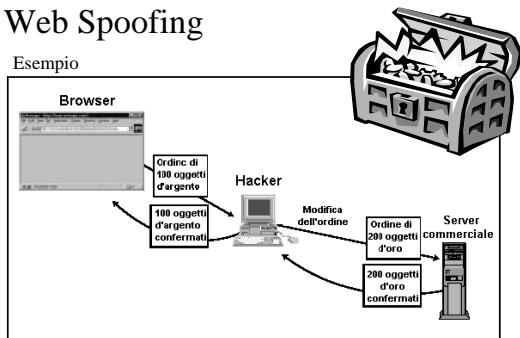 Web Spoofing
Esempio
Browser
Ordine di
100 oggetti
d'argento
100 oggetti
d'argento
confermati
Hacker
Modifica
dell'ordine
Ordine di
200 oggetti
d'oro
200 oggetti
d'oro
confermati
Server
commerciale